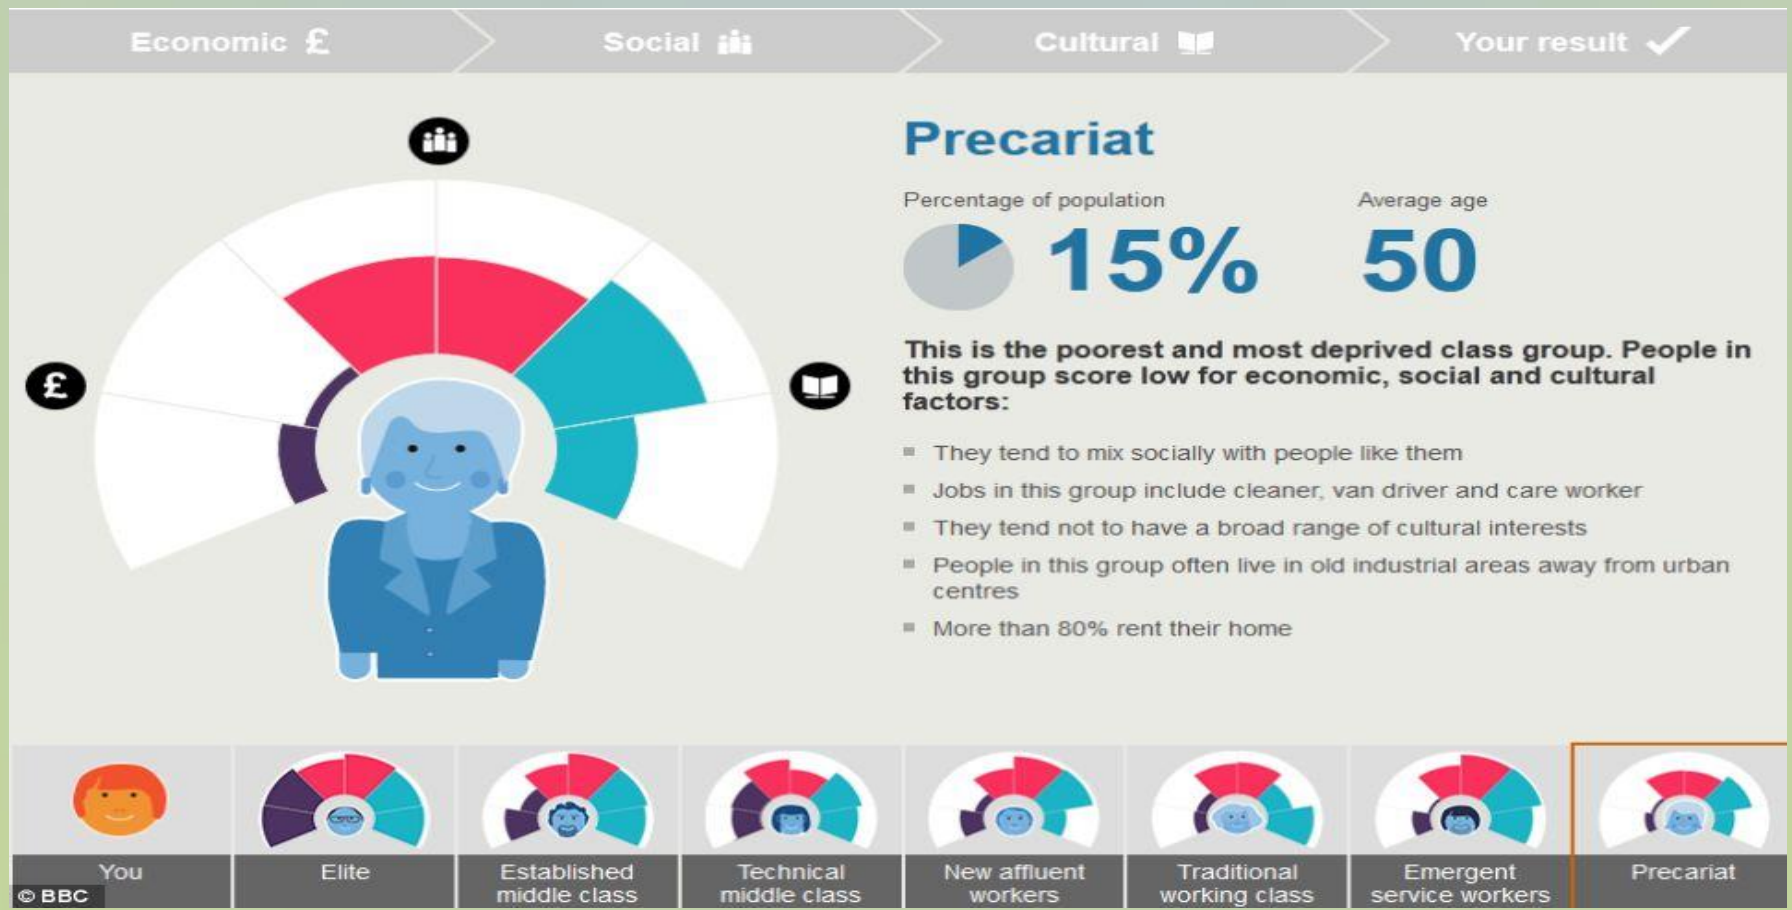 Economic £
Social
Cultural
Your result
£
Precariat
Percentage of population
Average age
15%
50
This is the poorest and most deprived class group. People in
this group score low for economic, social and cultural
factors:
They tend to mix socially with people like them
Jobs in this group include cleaner, van driver and care worker
They tend not to have a broad range of cultural interests
People in this group often live in old industrial areas away from urban
centres
More than 80% rent their home
You
Elite
Established
middle class
Technical
middle class
New affluent
workers
Traditional
working class
Emergent
service workers
Precariat
© BBC